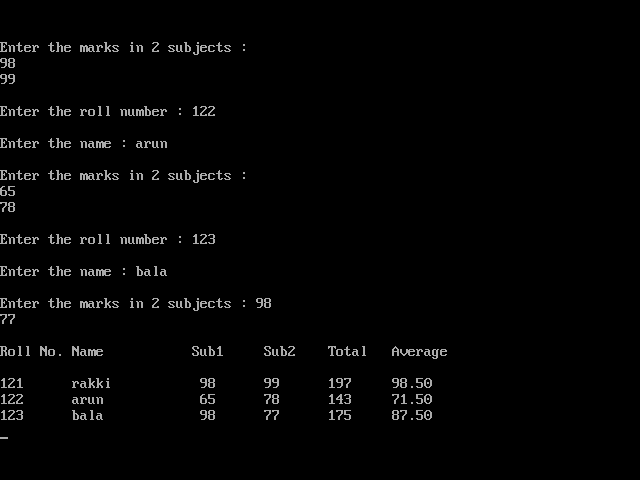 Enter the marks in 2 subjects :
98
99
Enter the roll number : 122
Enter the name : arun
Enter the marks in 2 subjects :
65
78
Enter the roll number : 123
Enter the name : bala
Enter the marks in 2 subjects : 98
77
Roll No. Name Sub1 Sub2 Total Average
121 rakki 98 99 197 98.50
122 arun 65 78 143 71.50
123 bala 98 77 175 87.50